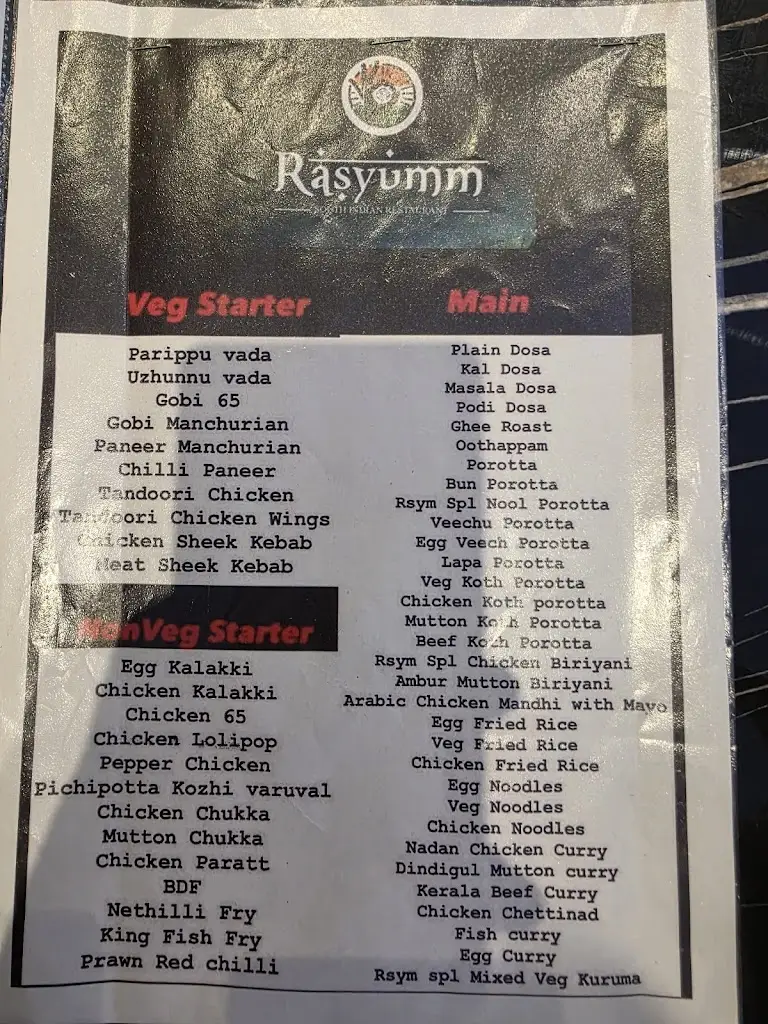 Rasyumm
SOUTH INDIAN RESTAURANT
Veg Starter
Parippu vada
Uzhunnu vada
Gobi 65
Gobi Manchurian
Paneer Manchurian
Chilli Paneer
Tandoori Chicken
Tandoori Chicken Wings
Chicken Sheek Kebab
Meat Sheek Kebab
NonVeg Starter
Egg Kalakki
Chicken Kalakki
Chicken 65
Chicken Lolipop
Pepper Chicken
Pichipotta Kozhi varuval
Chicken Chukka
Mutton Chukka
Chicken Paratt
BDF
Nethilli Fry
King Fish Fry
Prawn Red chilli
Main
Plain Dosa
Kal Dosa
Masala Dosa
Podi Dosa
Ghee Roast
Oothappam
Porotta
Bun Porotta
Rsym Spl Nool Porotta
Veechu Porotta
Egg Veech Porotta
Lapa Porotta
Veg Koth Porotta
Chicken Koth porotta
Mutton Koth Porotta
Beef Koth Porotta
Rsym Spl Chicken Biriyani
Ambur Mutton Biriyani
Arabic Chicken Mandhi with Mayo
Egg Fried Rice
Veg Fried Rice
Chicken Fried Rice
Egg Noodles
Veg Noodles
Chicken Noodles
Nadan Chicken Curry
Dindigul Mutton curry
Kerala Beef Curry
Chicken Chettinad
Fish curry
Egg Curry
Rsym spl Mixed Veg Kuruma